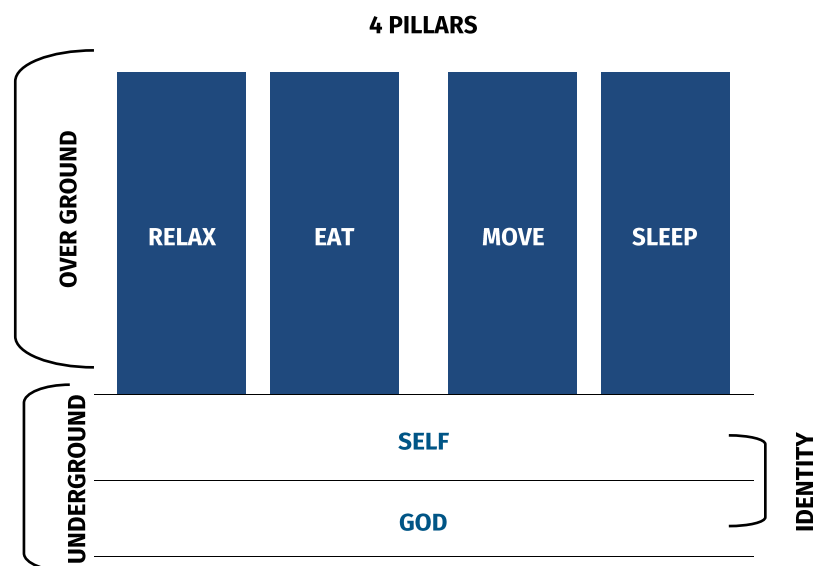 4 PILLARS
OVER GROUND
RELAX
EAT
MOVE
SLEEP
UNDERGROUND
SELF
GOD
IDENTITY